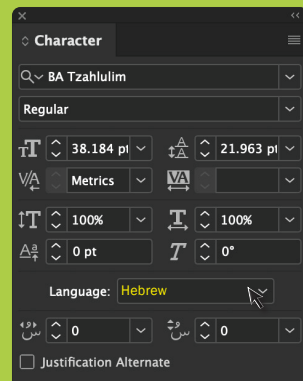 Character
BA Tzahlulim
Regular
38.184 pt 21.963 pt
Metrics
100% 100%
0 pt 0°
Language: Hebrew
0 0
Justification Alternate